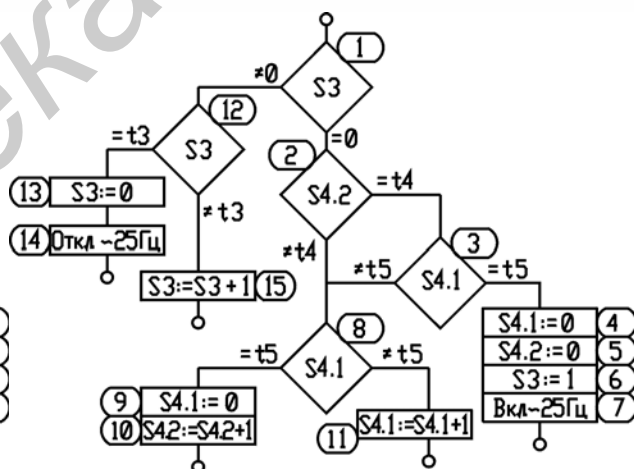 ека
1
≠0
S3
12
=0
=t3
S3
2
S4.2
=t4
13 S3:=0
≠t3
3
14 Откл ~25Гц
≠t4
≠t5
S4.1
=t5
S3:=S3+1 15
8
S4.1:=0 4
=t5
S4.1
≠t5
S4.2:=0 5
9 S4.1:=0
S3:=1 6
10 S4.2:=S4.2+1
11 S4.1:=S4.1+1
Вкл~25Гц 7